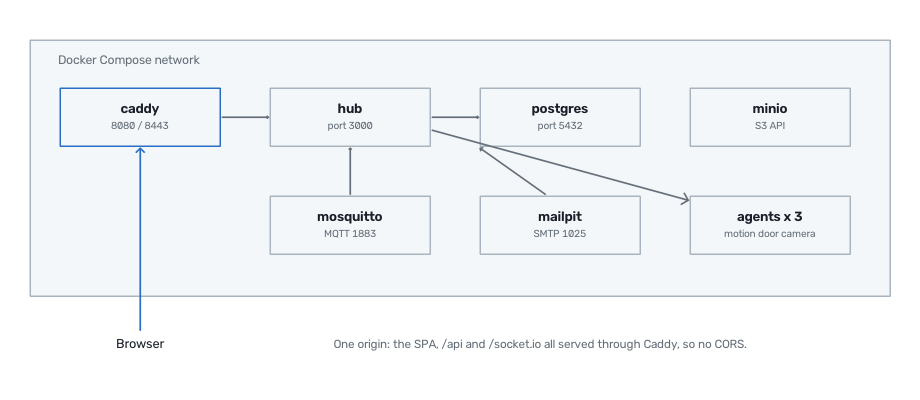 Docker Compose network
caddy
8080 / 8443
hub
port 3000
postgres
port 5432
minio
S3 API
mosquitto
MQTT 1883
mailpit
SMTP 1025
agents x 3
motion door camera
Browser
One origin: the SPA, /api and /socket.io all served through Caddy, so no CORS.